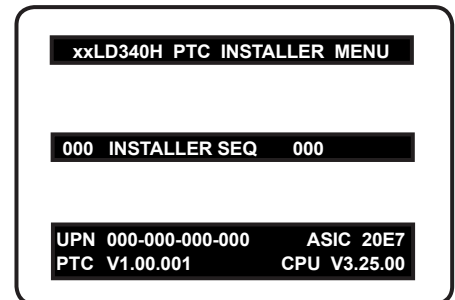 xxLD340H PTC INSTALLER MENU
000 INSTALLER SEQ 000
UPN 000-000-000-000 ASIC 20E7
PTC V1.00.001 CPU V3.25.00